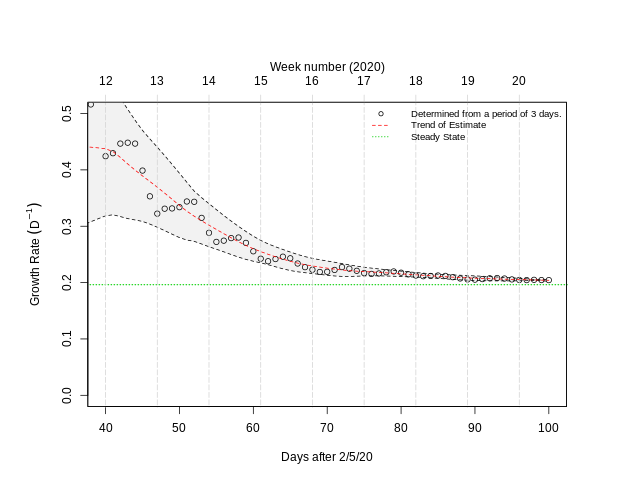 Week number (2020)
12 13 14 15 16 17 18 19 20
Determined from a period of 3 days.
Trend of Estimate
Steady State
0.5
0.4
0.3
0.2
0.1
0.0
Growth Rate (D⁻¹)
40 50 60 70 80 90 100
Days after 2/5/20